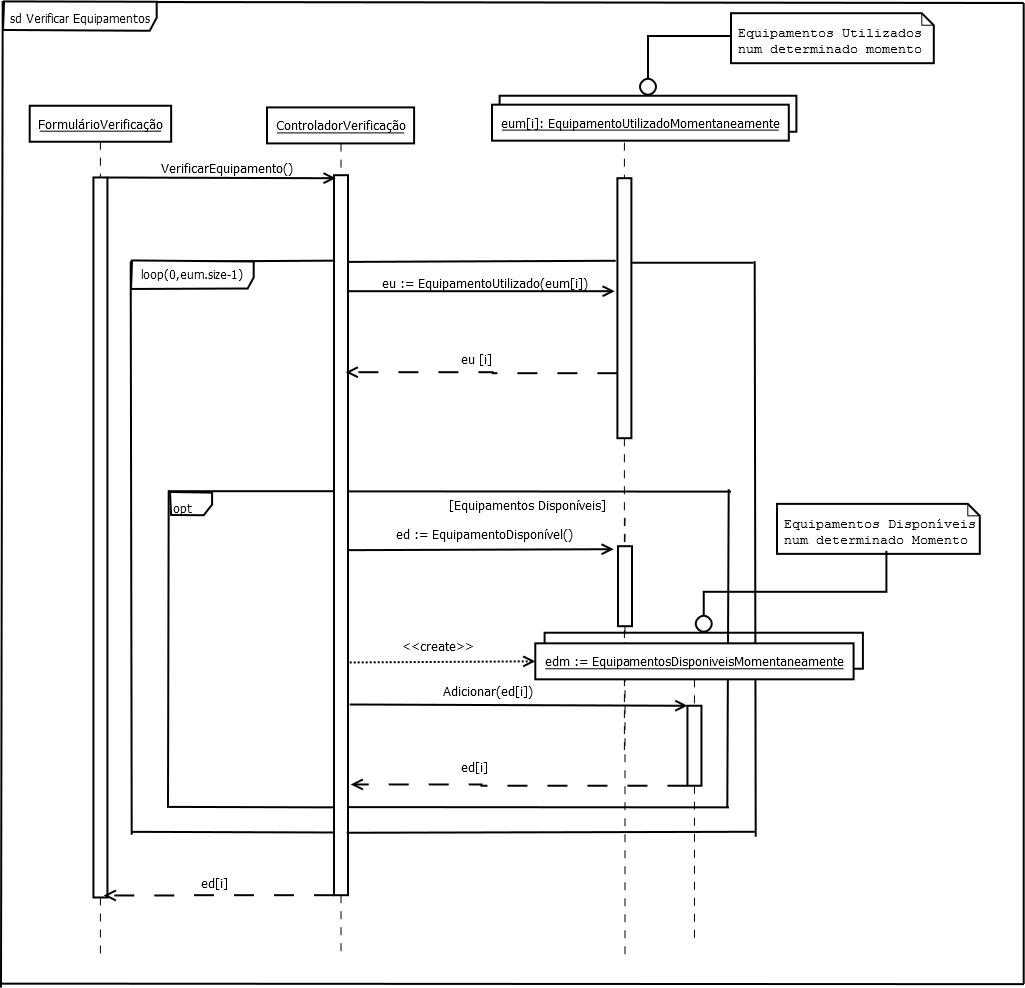 sd Verificar Equipamentos
Equipamentos Utilizados
num determinado momento
FormulárioVerificação
ControladorVerificação
eum[i]: EquipamentoUtilizadoMomentaneamente
VerificarEquipamento()
loop(0,eum.size-1)
eu := EquipamentoUtilizado(eum[i])
eu [i]
opt
[Equipamentos Disponíveis]
Equipamentos Disponíveis
num determinado Momento
ed := EquipamentoDisponível()
<<create>>
edm := EquipamentosDisponiveisMomentaneamente
Adicionar(ed[i])
ed[i]
ed[i]